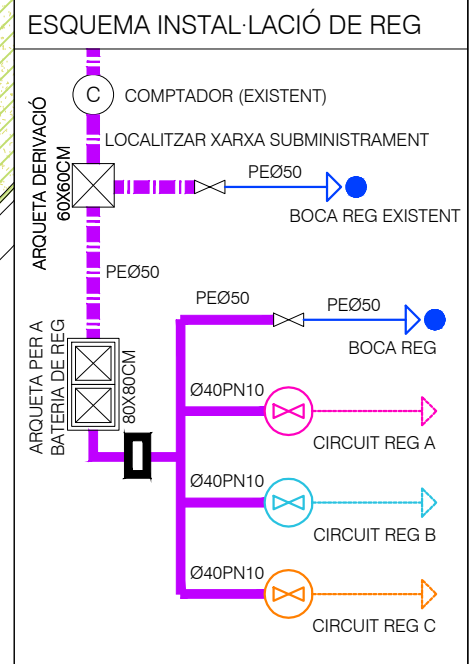 ESQUEMA INSTAL·LACIÓ DE REG
C
COMPTADOR (EXISTENT)
LOCALITZAR XARXA SUBMINISTRAMENT
ARQUETA DERIVACIÓ
60X60CM
PEØ50
BOCA REG EXISTENT
PEØ50
PEØ50
PEØ50
BOCA REG
ARQUETA PER A
BATERIA DE REG
80X80CM
Ø40PN10
CIRCUIT REG A
Ø40PN10
CIRCUIT REG B
Ø40PN10
CIRCUIT REG C